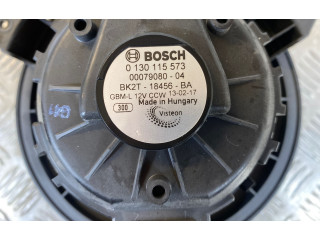 BOSCH
0 130 115 573
00079080 - 04
BK2T - 18456 - BA
GBM-L 12V CCW 13-02-17
300 Made in Hungary
Visteon